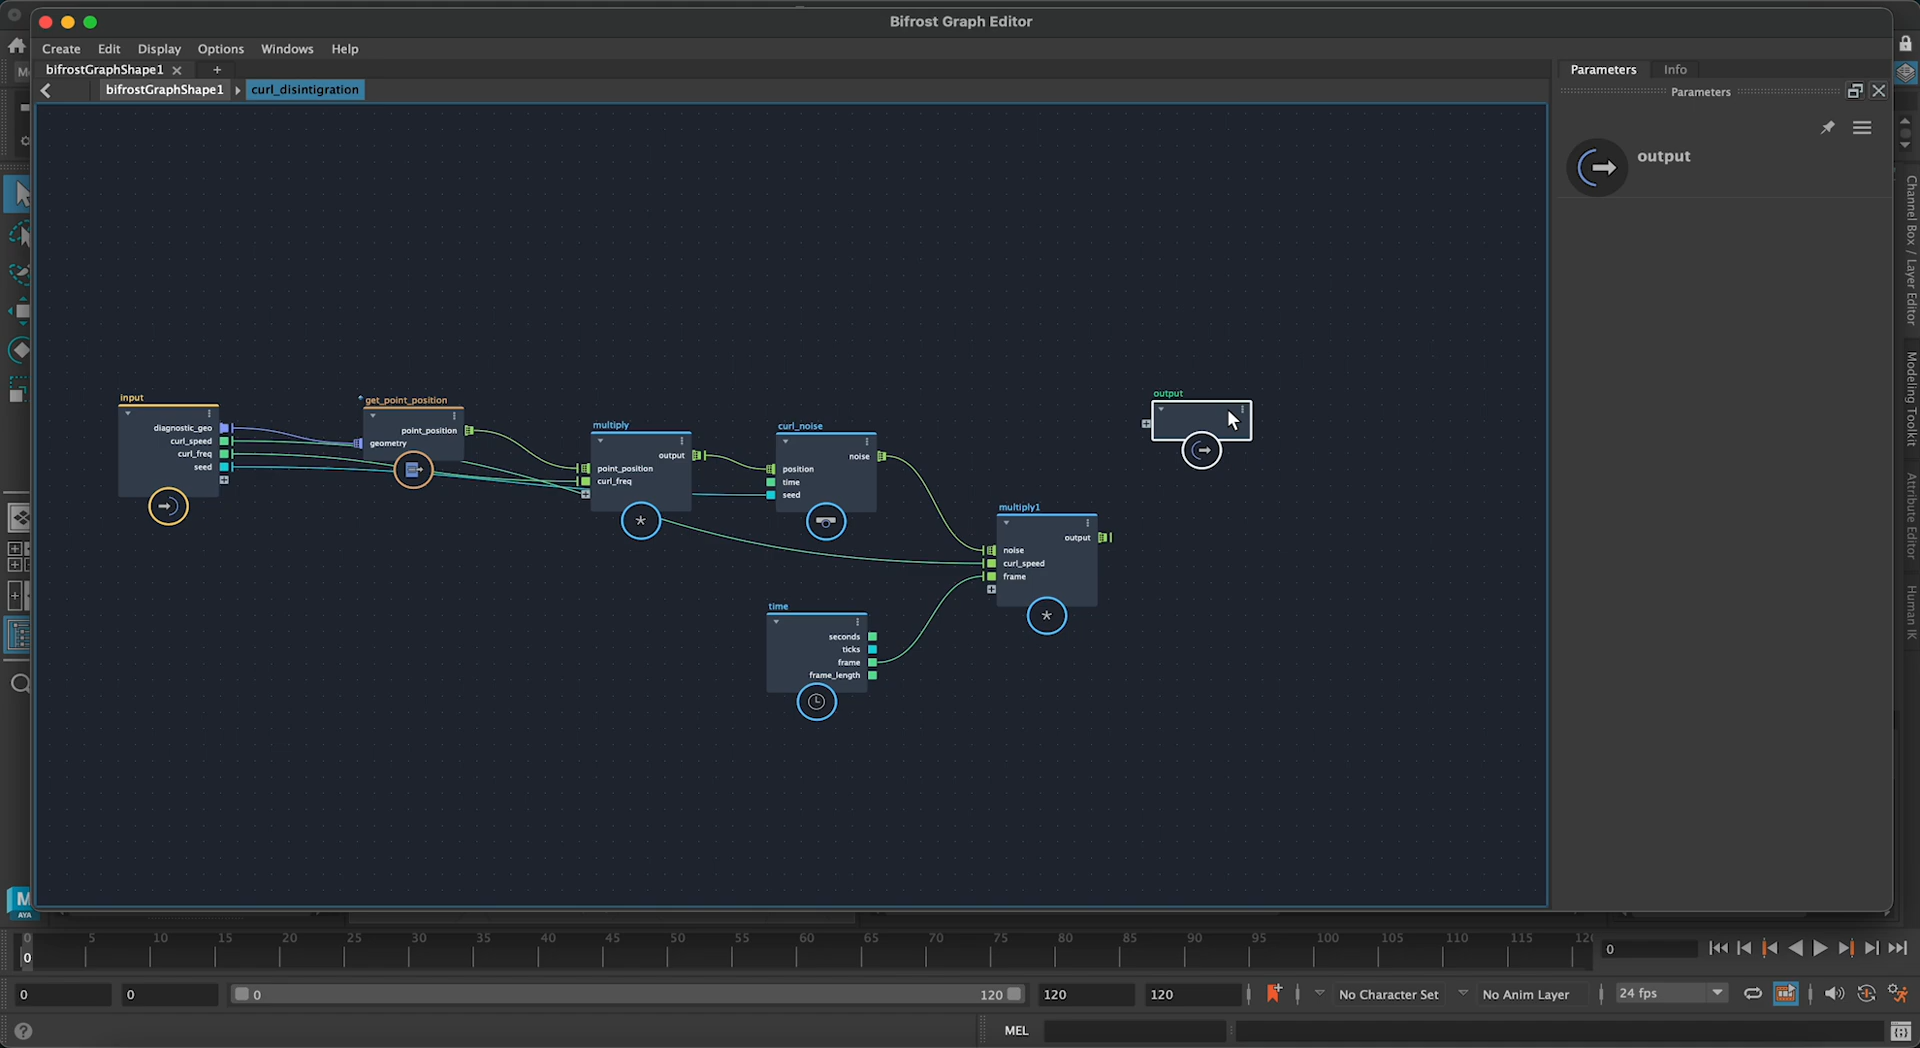 Bifrost Graph Editor
Create Edit Display Options Windows Help
bifrostGraphShape1
bifrostGraphShape1 curl_disintigration
Parameters Info
Parameters
output
input
diagnostic_geo
curl_speed
curl_freq
seed
get_point_position
point_position
geometry
multiply
output
point_position
curl_freq
curl_noise
noise
position
time
seed
output
multiply1
output
noise
curl_speed
frame
time
seconds
ticks
frame
frame_length
Channel Box / Layer Editor
Modeling Toolkit
Attribute Editor
Human IK
M
AYA
0 5 10 15 20 25 30 35 40 45 50 55 60 65 70 75 80 85 90 95 100 105 110 115
0
0
0 0 0 120 120 120 No Character Set No Anim Layer 24 fps
MEL